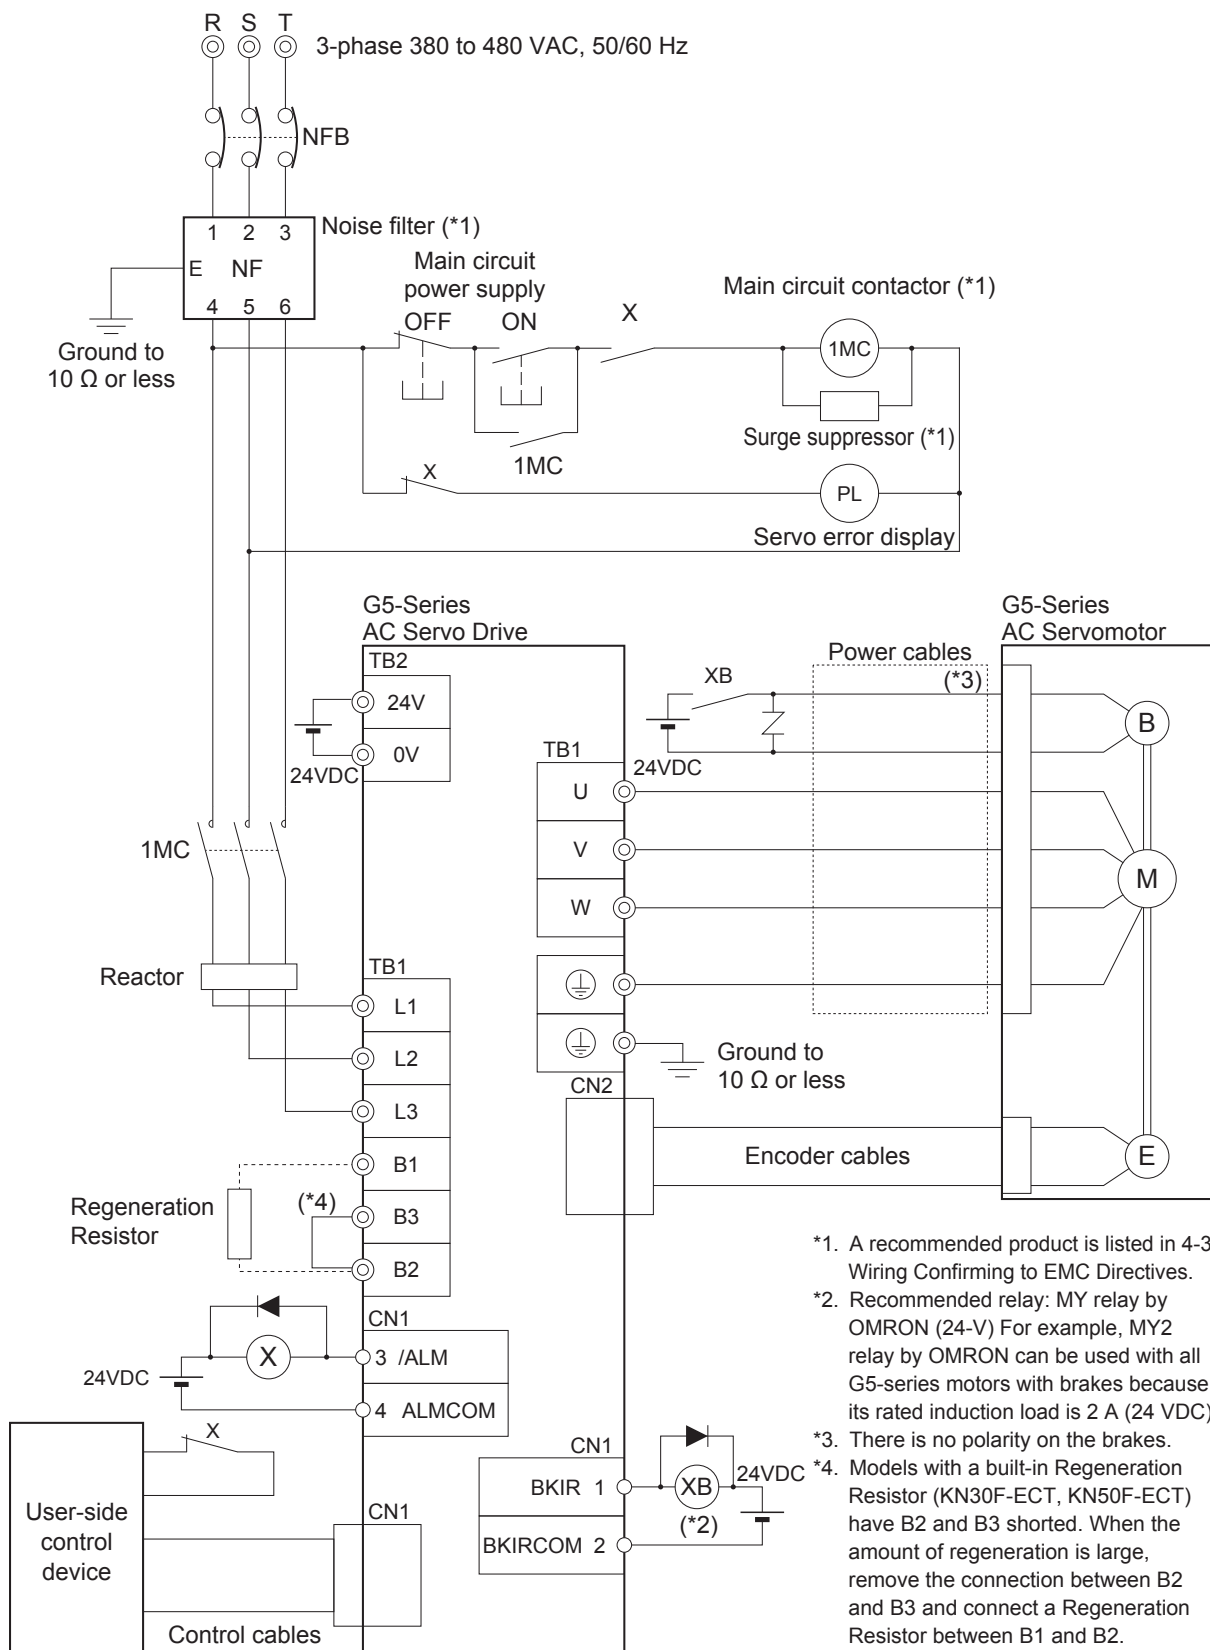 R S T
3-phase 380 to 480 VAC, 50/60 Hz
NFB
Noise filter (*1)
1 2 3
E NF
4 5 6
Ground to
10 Ω or less
Main circuit
power supply
OFF ON X
Main circuit contactor (*1)
1MC
Surge suppressor (*1)
1MC
X
PL
Servo error display
G5-Series
AC Servo Drive
G5-Series
AC Servomotor
TB2
24V
0V
24VDC
XB
24VDC
Power cables
(*3)
B
TB1
U
V
W
M
1MC
Reactor
TB1
L1
L2
L3
B1
B3
B2
Ground to
10 Ω or less
CN2
Encoder cables
E
Regeneration
Resistor
(*4)
CN1
X
3 /ALM
24VDC
4 ALMCOM
X
User-side
control
device
CN1
Control cables
CN1
BKIR 1
BKIRCOM 2
XB
(*2)
24VDC
*1. A recommended product is listed in 4-3
Wiring Confirming to EMC Directives.
*2. Recommended relay: MY relay by
OMRON (24-V) For example, MY2
relay by OMRON can be used with all
G5-series motors with brakes because
its rated induction load is 2 A (24 VDC)
*3. There is no polarity on the brakes.
*4. Models with a built-in Regeneration
Resistor (KN30F-ECT, KN50F-ECT)
have B2 and B3 shorted. When the
amount of regeneration is large,
remove the connection between B2
and B3 and connect a Regeneration
Resistor between B1 and B2.